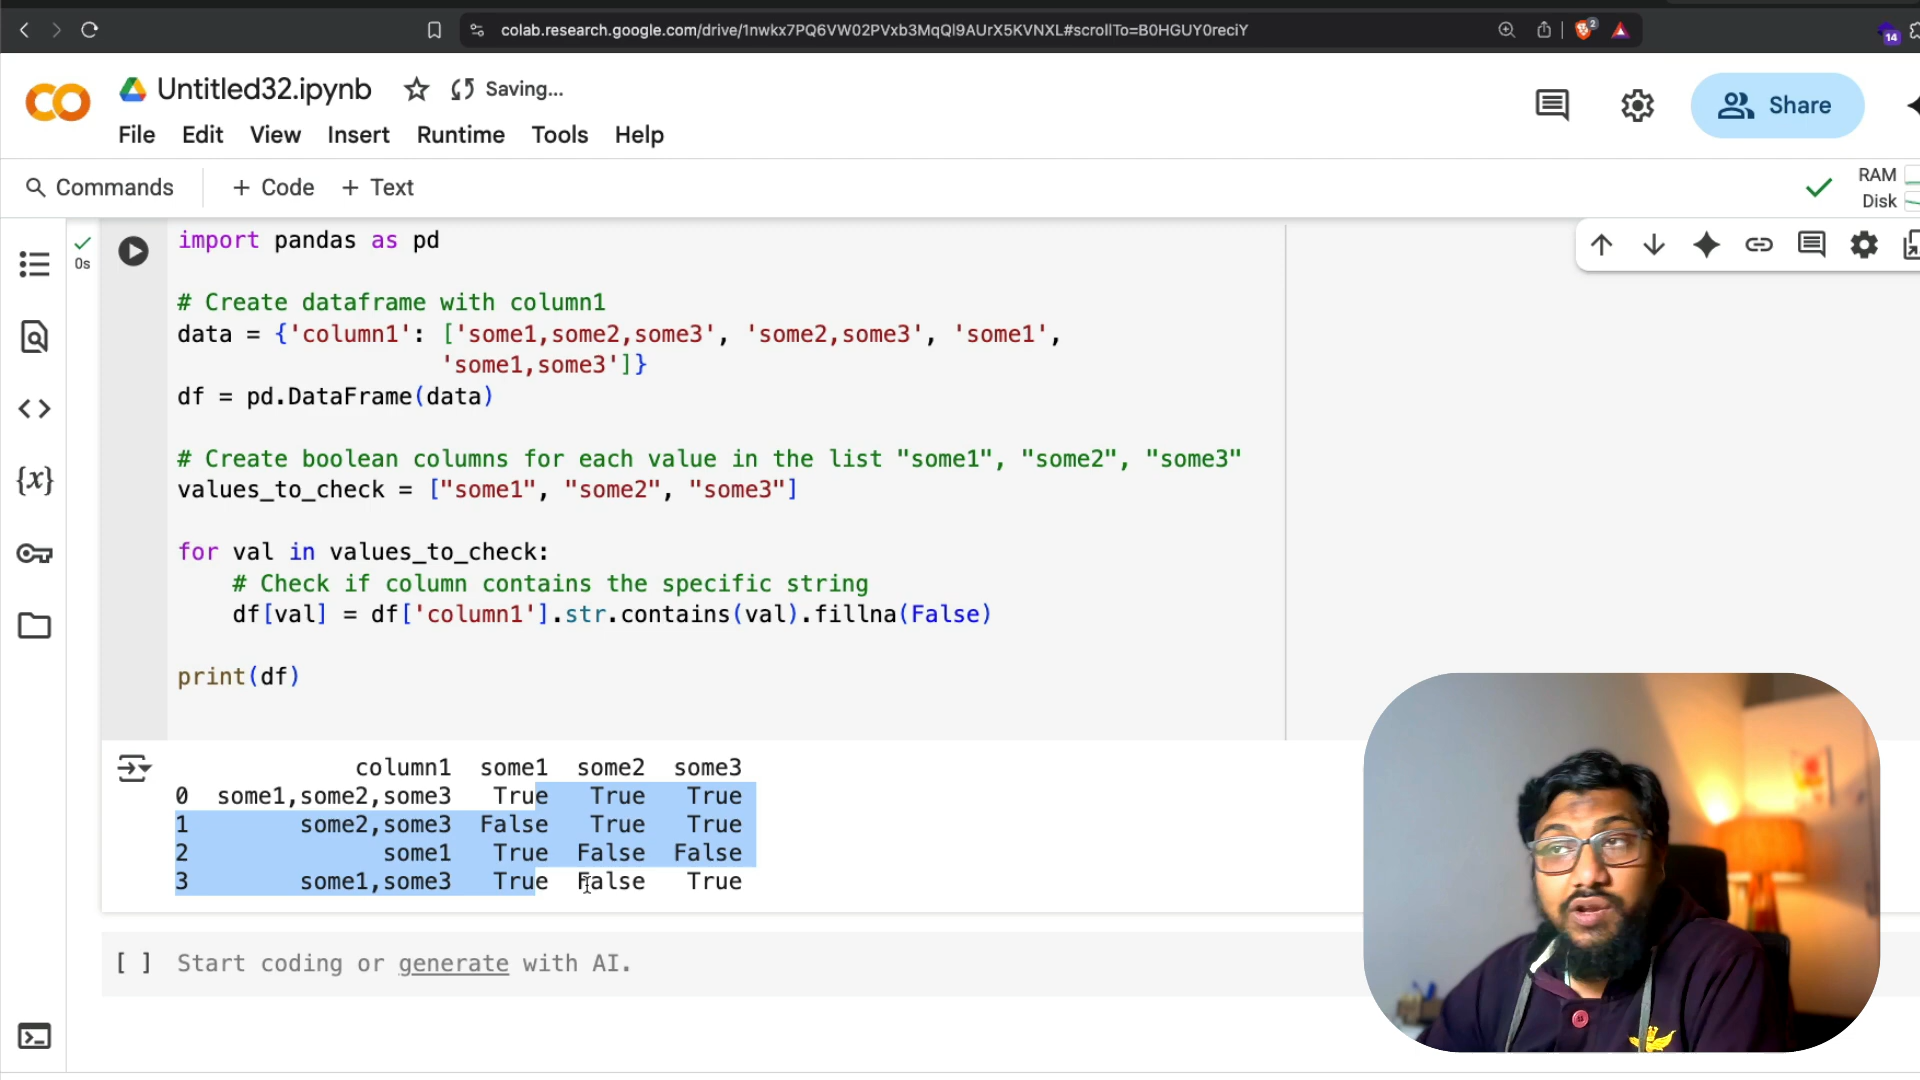 colab.research.google.com/drive/1nwkx7PQ6VW02PVxb3MqQl9AUrX5KVNXL#scrollTo=B0HGUY0reciY
2
14
Untitled32.ipynb
Saving...
File Edit View Insert Runtime Tools Help
Share
Commands + Code + Text
RAM
Disk
0s
import pandas as pd
# Create dataframe with column1
data = {'column1': ['some1,some2,some3', 'some2,some3', 'some1',
'some1,some3']}
df = pd.DataFrame(data)
# Create boolean columns for each value in the list "some1", "some2", "some3"
values_to_check = ["some1", "some2", "some3"]
for val in values_to_check:
# Check if column contains the specific string
df[val] = df['column1'].str.contains(val).fillna(False)
print(df)
column1 some1 some2 some3
0 some1,some2,some3 True True True
1 some2,some3 False True True
2 some1 True False False
3 some1,some3 True False True
[ ] Start coding or generate with AI.